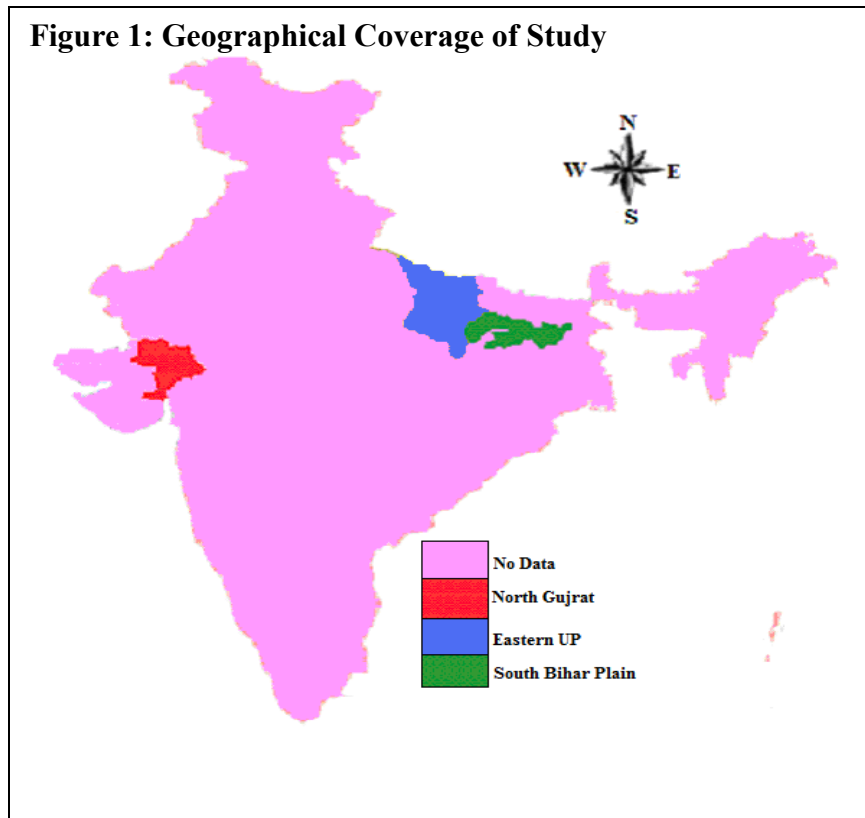 Figure 1: Geographical Coverage of Study
N
W E
S
No Data
North Gujrat
Eastern UP
South Bihar Plain